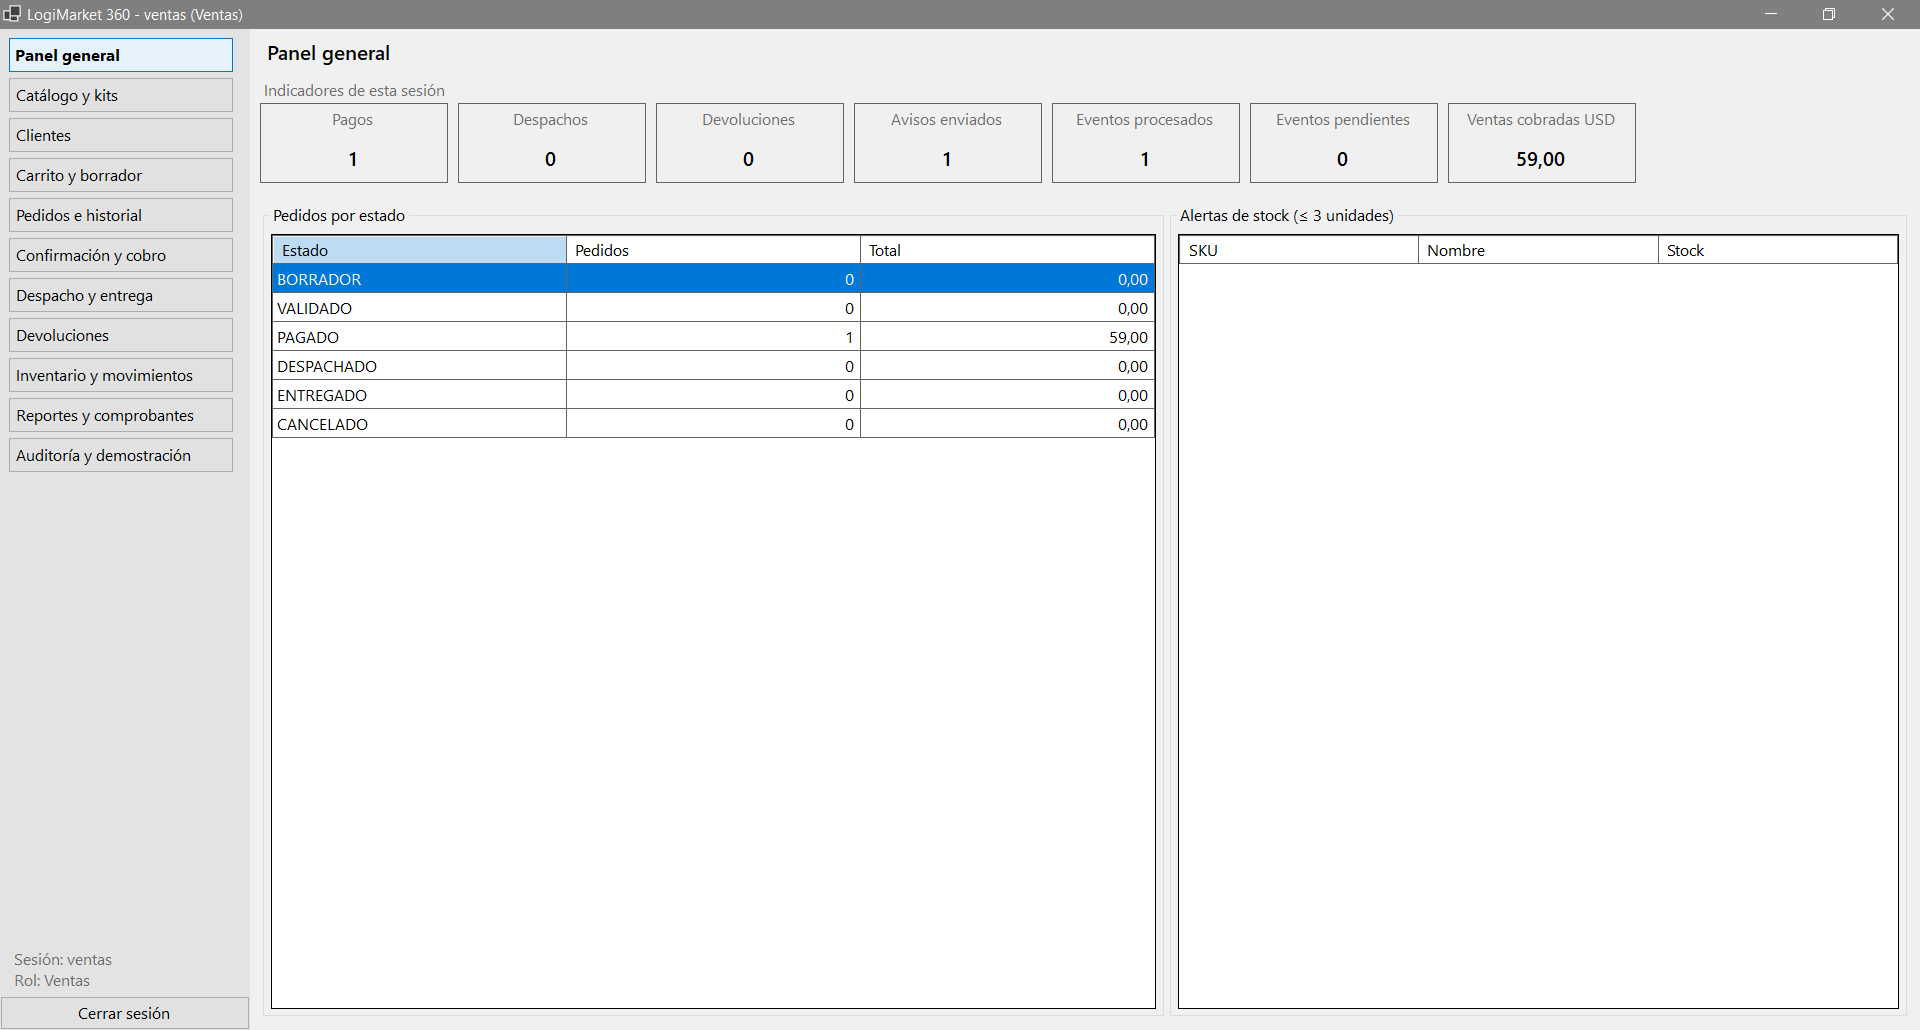 LogiMarket 360 - ventas (Ventas)
Panel general
Catálogo y kits
Clientes
Carrito y borrador
Pedidos e historial
Confirmación y cobro
Despacho y entrega
Devoluciones
Inventario y movimientos
Reportes y comprobantes
Auditoría y demostración
Sesión: ventas
Rol: Ventas
Cerrar sesión
Panel general
Indicadores de esta sesión
Pagos
1
Despachos
0
Devoluciones
0
Avisos enviados
1
Eventos procesados
1
Eventos pendientes
0
Ventas cobradas USD
59,00
Pedidos por estado
Estado Pedidos Total
BORRADOR 0 0,00
VALIDADO 0 0,00
PAGADO 1 59,00
DESPACHADO 0 0,00
ENTREGADO 0 0,00
CANCELADO 0 0,00
Alertas de stock (≤ 3 unidades)
SKU Nombre Stock